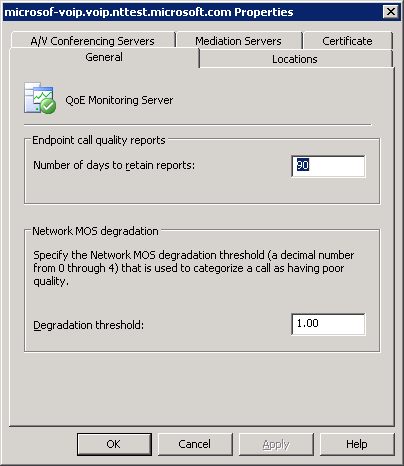 microsof-voip.voip.nttest.microsoft.com Properties
A/V Conferencing Servers
Mediation Servers
Certificate
General
Locations
QoE Monitoring Server
Endpoint call quality reports
Number of days to retain reports:
90
Network MOS degradation
Specify the Network MOS degradation threshold (a decimal number
from 0 through 4) that is used to categorize a call as having poor
quality.
Degradation threshold:
1.00
OK
Cancel
Apply
Help